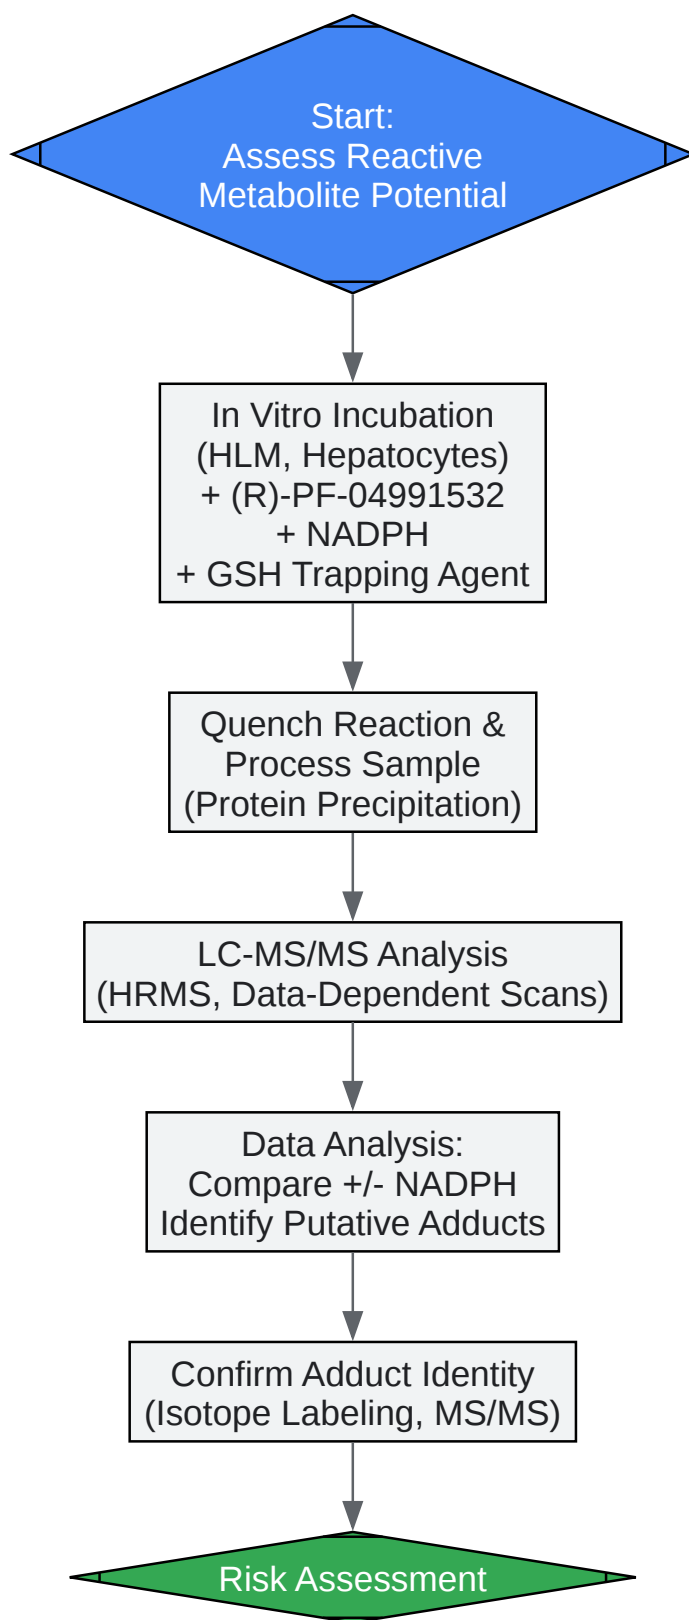 Start:
Assess Reactive
Metabolite Potential
In Vitro Incubation
(HLM, Hepatocytes)
+ (R)-PF-04991532
+ NADPH
+ GSH Trapping Agent
Quench Reaction &
Process Sample
(Protein Precipitation)
LC-MS/MS Analysis
(HRMS, Data-Dependent Scans)
Data Analysis:
Compare +/- NADPH
Identify Putative Adducts
Confirm Adduct Identity
(Isotope Labeling, MS/MS)
Risk Assessment